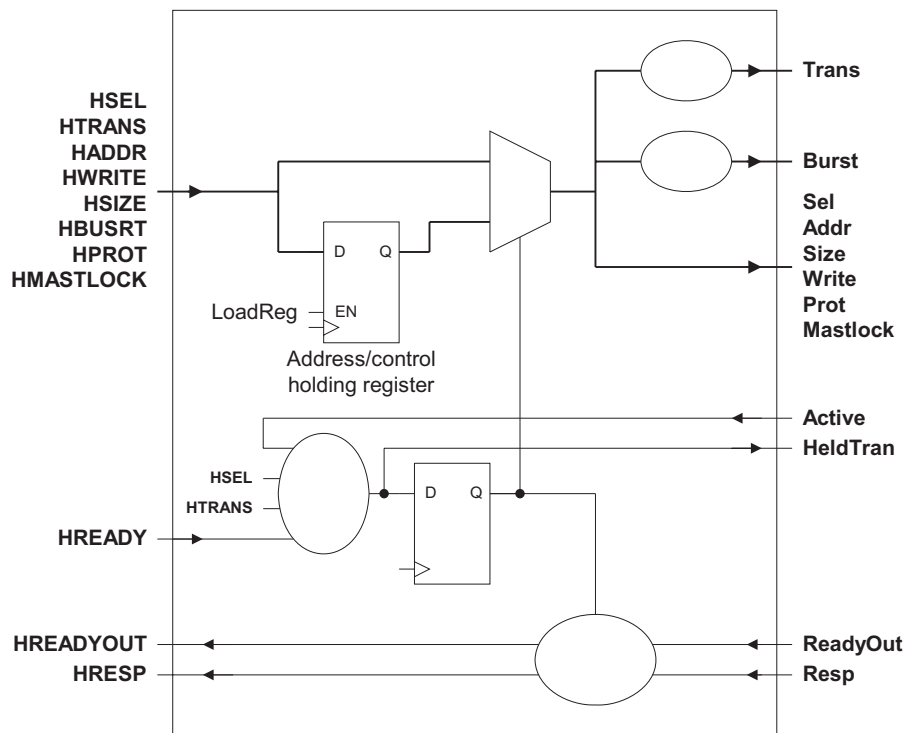 HSEL
HTRANS
HADDR
HWRITE
HSIZE
HBUSRT
HPROT
HMASTLOCK
D Q
LoadReg
EN
Address/control
holding register
Trans
Burst
Sel
Addr
Size
Write
Prot
Mastlock
Active
HeldTran
HSEL
HTRANS
D Q
HREADY
HREADYOUT
HRESP
ReadyOut
Resp